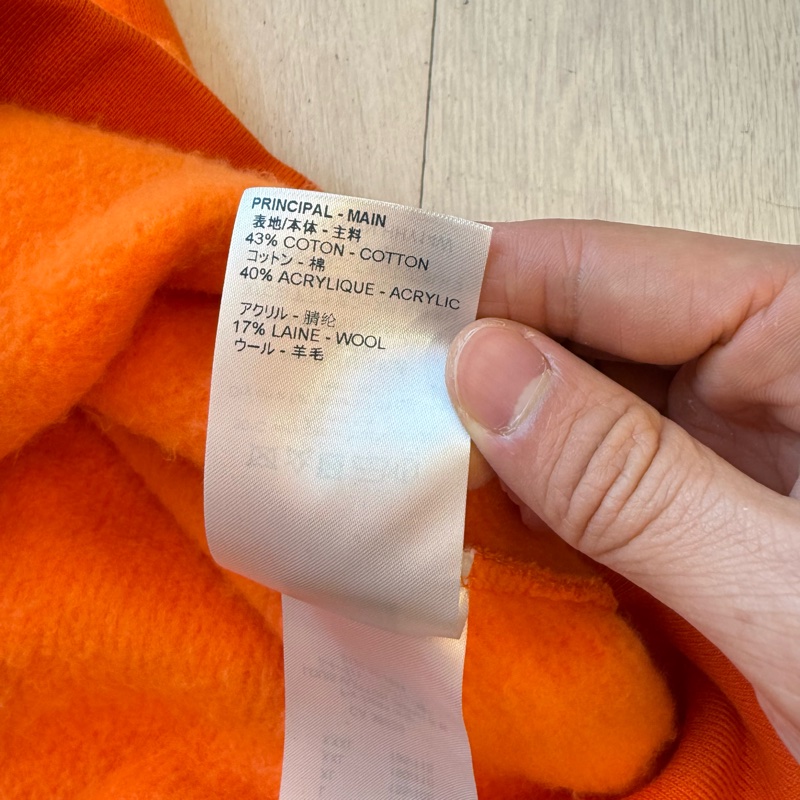 PRINCIPAL - MAIN
表地/本体 - 主料
43% COTON - COTTON
コットン - 棉
40% ACRYLIQUE - ACRYLIC
アクリル - 腈纶
17% LAINE - WOOL
ウール - 羊毛